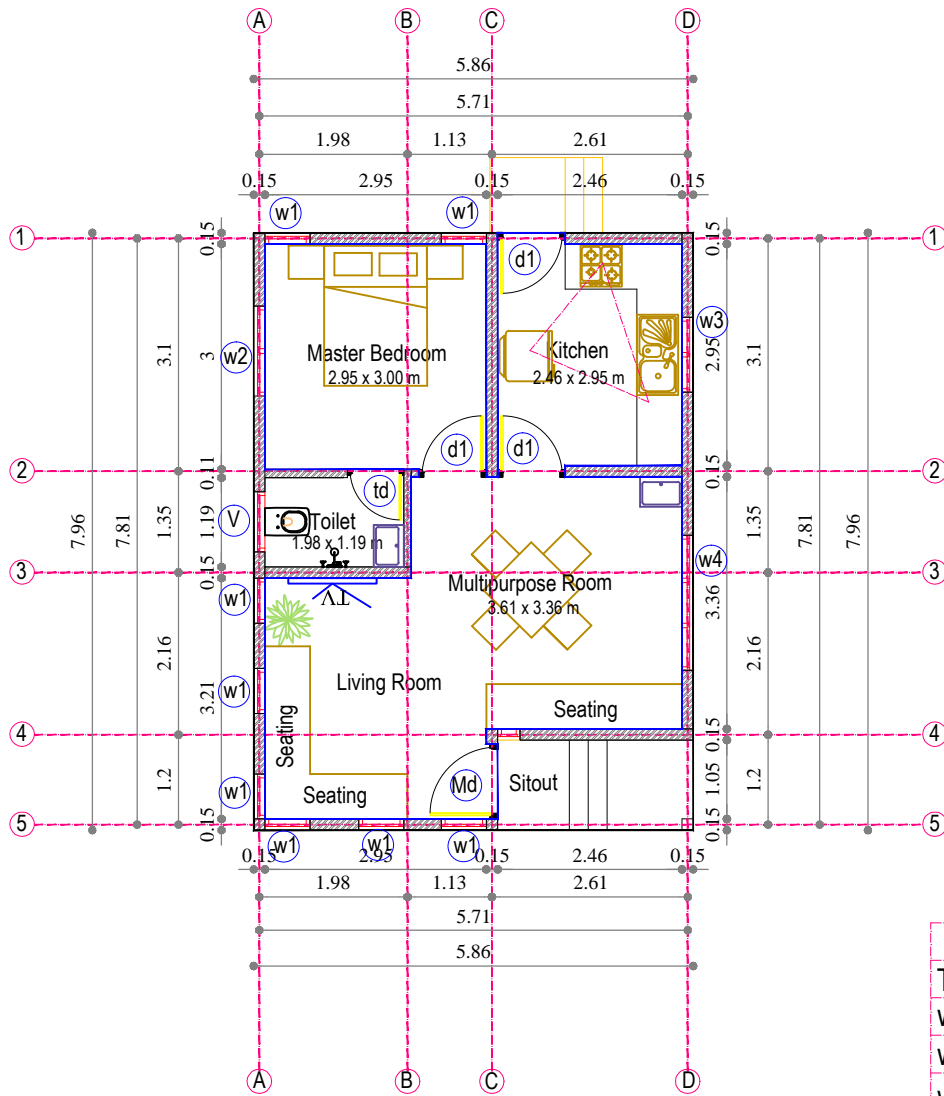 A B C D
5.86
5.71
1.98 1.13 2.61
0.15 2.95 0.15 2.46 0.15
w1 w1
1 0.15 0.15 1
d1
w3
3.1 3 w2 Master Bedroom Kitchen 2.95 3.1
2.95 x 3.00 m 2.46 x 2.95 m
d1 d1
2 0.11 0.15 2
td
7.96 7.81 1.35 1.19 V Toilet 1.35 7.81 7.96
1.98 x 1.19 m
w4
3 0.15 3
Multipurpose Room
w1 TV 3.61 x 3.36 m 3.36
2.16 2.16
w1 3.21 Living Room
Seating Seating
4 0.15 4
1.2 w1 Md Sitout 1.05 1.2
Seating
5 0.15 0.15 5
w1 w1 w1
0.15 2.95 0.15 2.46 0.15
1.98 1.13 2.61
5.71
5.86
T
w
w
A B C D